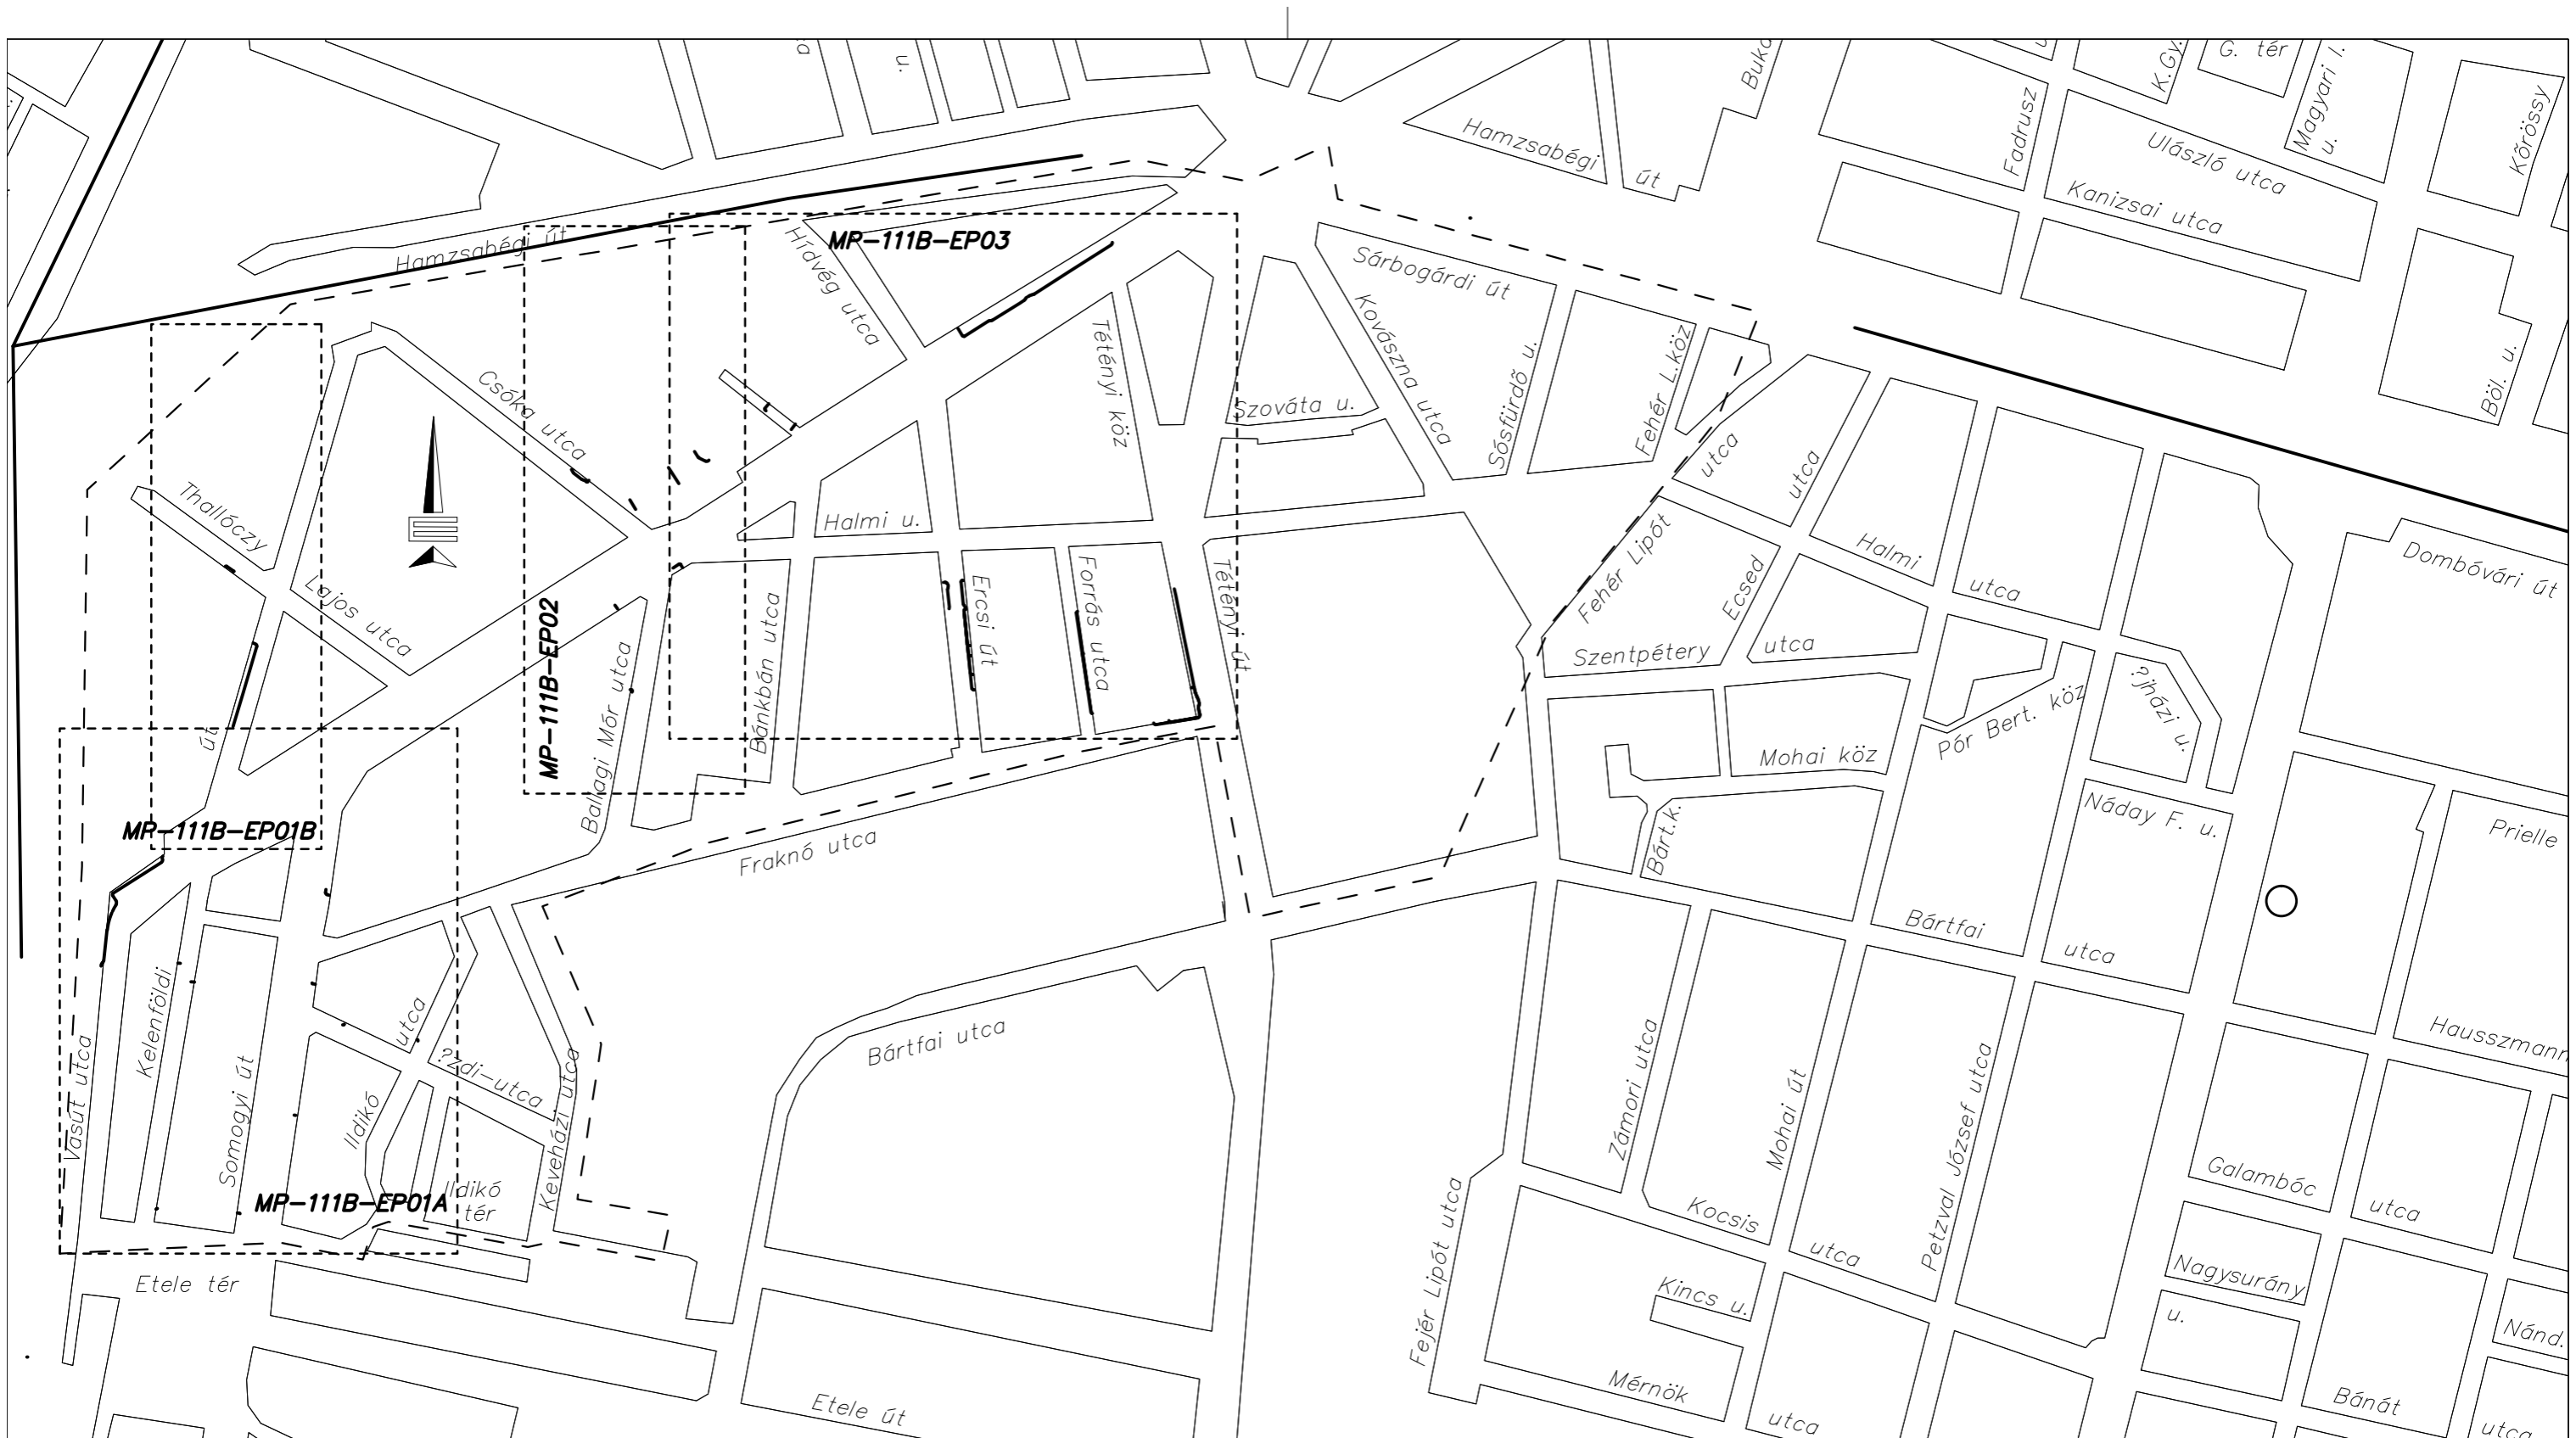 u.
Buka
u
K.Gy.
G. tér
Magyari I.
u.
Kőrössy
Fadrusz
Ulászló utca
Kanizsai utca
Hamzsabégi
út
Hamzsabégi út
Hídvég utca
MP-111B-EP03
Sárbogárdi út
Kovászna utca
Tétényi köz
Sósfürdő u.
Fehér L.köz
Böl. u.
Csóka utca
Szováta u.
utca
utca
Thallóczy
Halmi u.
Lajos utca
Fehér Lipót
Ecsed
Halmi
utca
Dombóvári út
Ercsi út
Forrás utca
Tétényi út
MP-111B-EP02
Ballagi Mór utca
Bánkbán utca
Szentpétery
utca
Pór Bert. köz
?jházi u.
út
Mohai köz
MP-111B-EP01B
Fraknó utca
Bárt.k.
Náday F. u.
Prielle
Bártfai
utca
Kelenföldi
utca
Vasút utca
Somogyi út
Ildikó
?zdi-utca
Keveházi utca
Bártfai utca
Hausszmann
Zámori utca
Mohai út
Petzval József utca
MP-111B-EP01A
Ildikó
tér
Fejér Lipót utca
Kocsis
utca
Galambóc
utca
Etele tér
Kincs u.
Nagysurány
u.
Nánd.
Etele út
Mérnök
utca
Bánát
utca